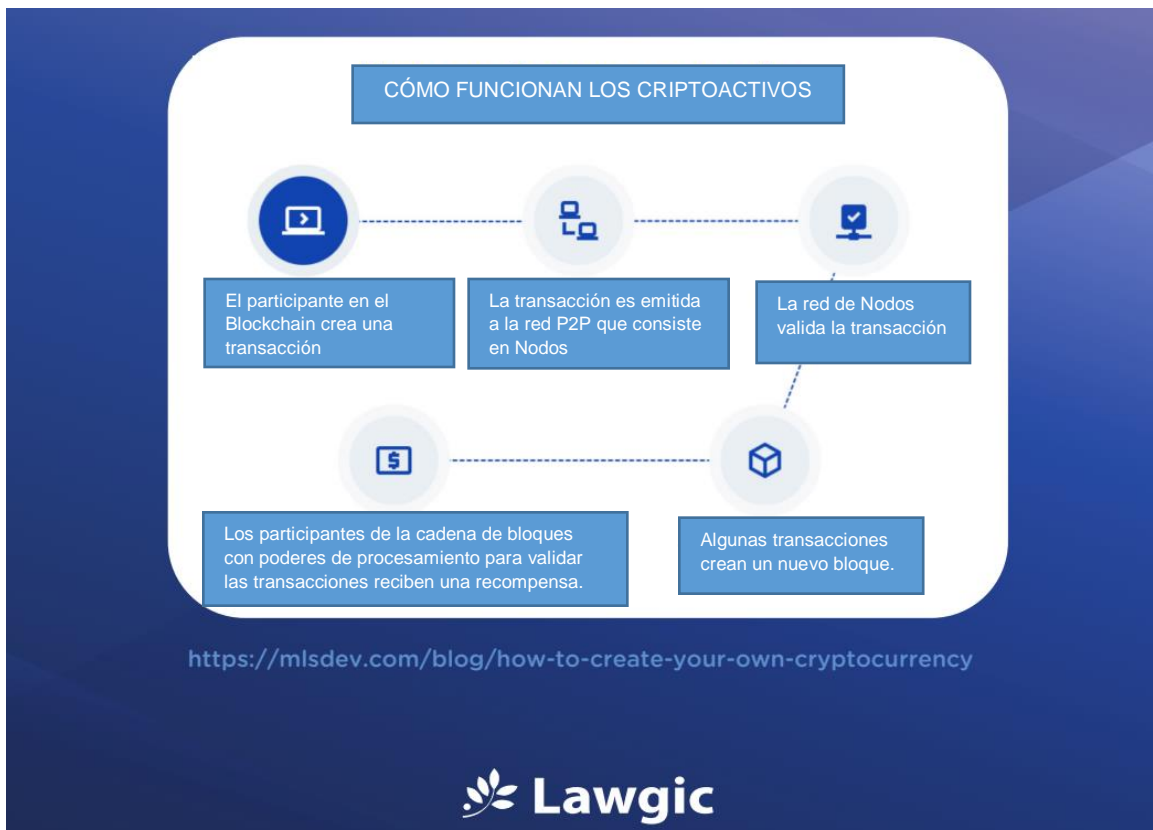 CÓMO FUNCIONAN LOS CRIPTOACTIVOS
El participante en el
Blockchain crea una
transacción
La transacción es emitida
a la red P2P que consiste
en Nodos
La red de Nodos
valida la transacción
$
Los participantes de la cadena de bloques
con poderes de procesamiento para validar
las transacciones reciben una recompensa.
Algunas transacciones
crean un nuevo bloque.
https://mlsdev.com/blog/how-to-create-your-own-cryptocurrency
Lawgic